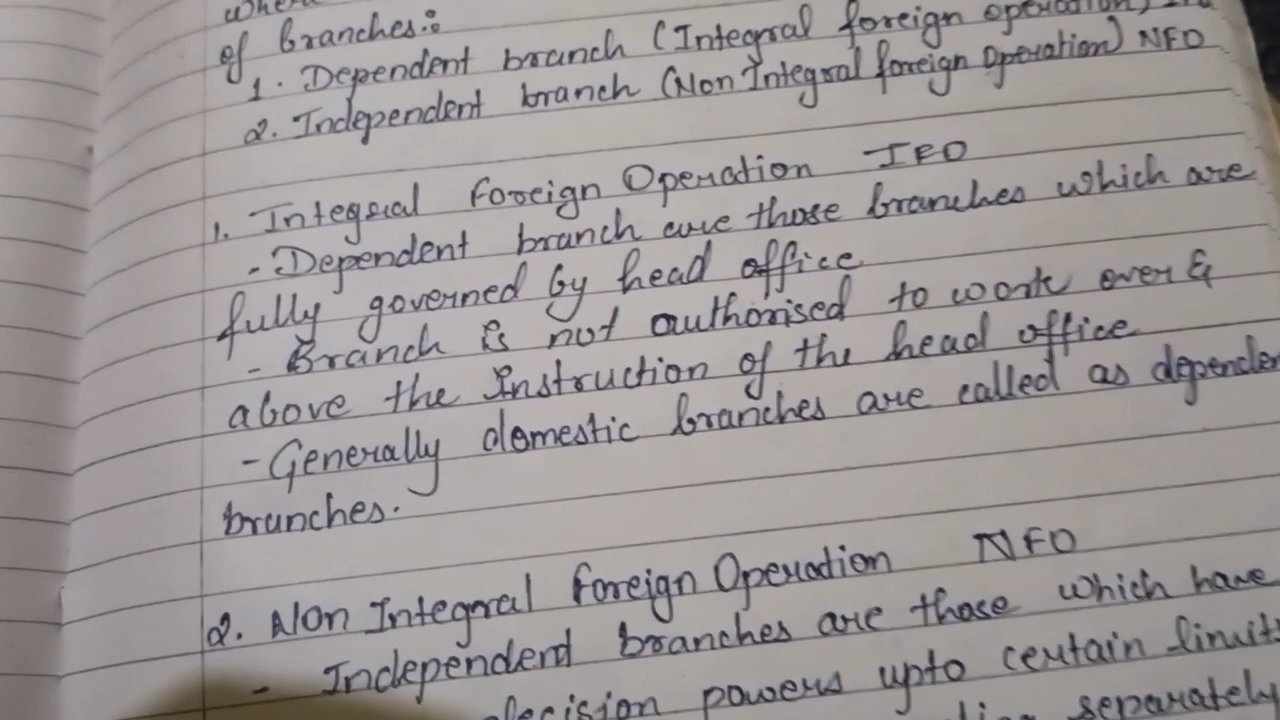 of branches:
1. Dependent branch (Integral foreign operation)
2. Independent branch (Non Integral foreign Operation) NFO
1. Integral Foreign Operation IFO
- Dependent branch are those branches which are
fully governed by head office
- Branch is not authorised to work over &
above the Instruction of the head office
- Generally domestic branches are called as
branches.
2. Non Integral Foreign Operation NFO
- Independent branches are those which have
decision powers upto certain limits
separately